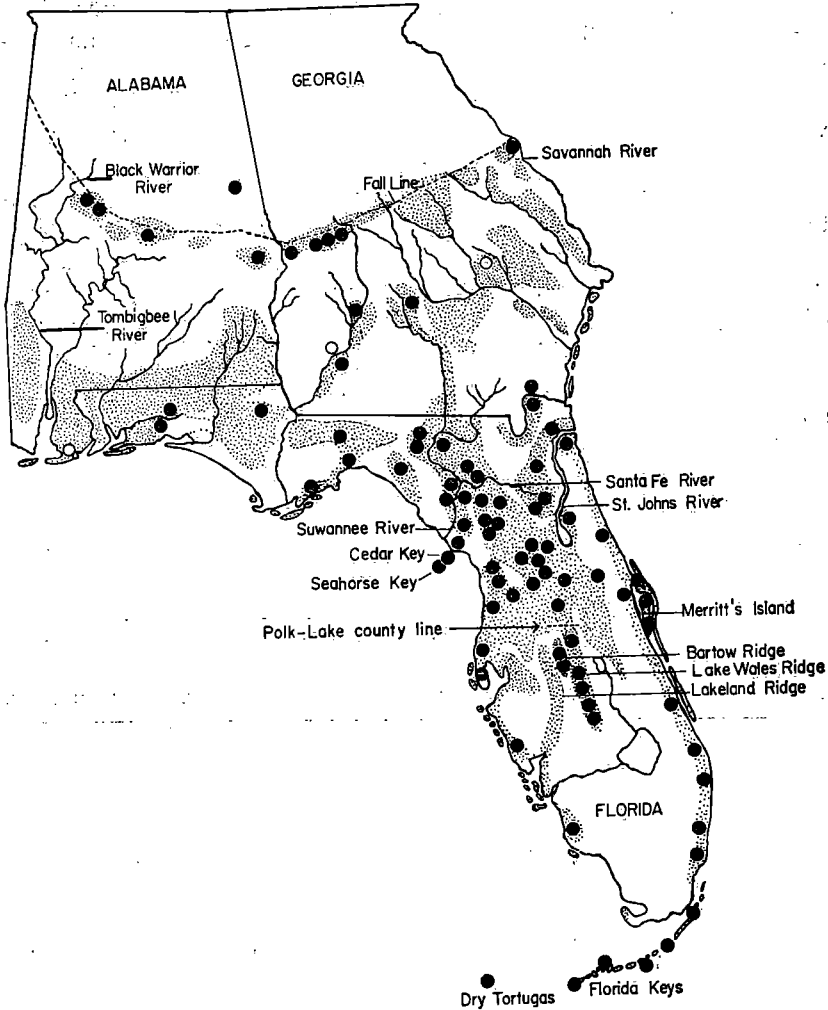 ALABAMA
GEORGIA
Black Warrior
River
Fall Line
Savannah River
Tombigbee
River
Santa Fe River
St. Johns River
Suwannee River
Cedar Key
Seahorse Key
Merritt's Island
Polk-Lake county line
Bartow Ridge
Lake Wales Ridge
Lakeland Ridge
FLORIDA
Dry Tortugas
Florida Keys